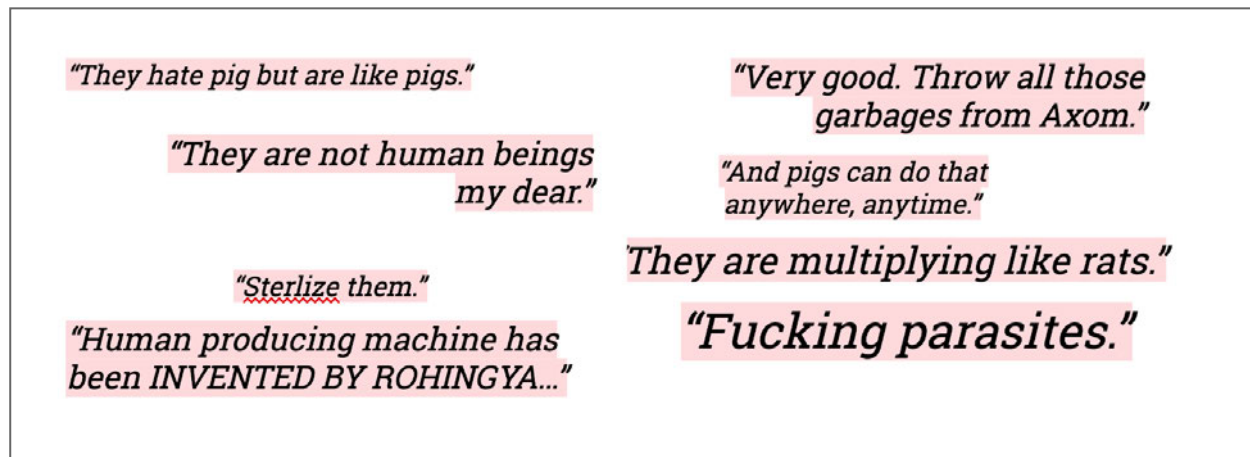 “They hate pig but are like pigs.”
“They are not human beings
my dear.”
“Sterlize them.”
“Human producing machine has
been INVENTED BY ROHINGYA…”
“Very good. Throw all those
garbages from Axom.”
“And pigs can do that
anywhere, anytime.”
‘They are multiplying like rats.”
“Fucking parasites.”